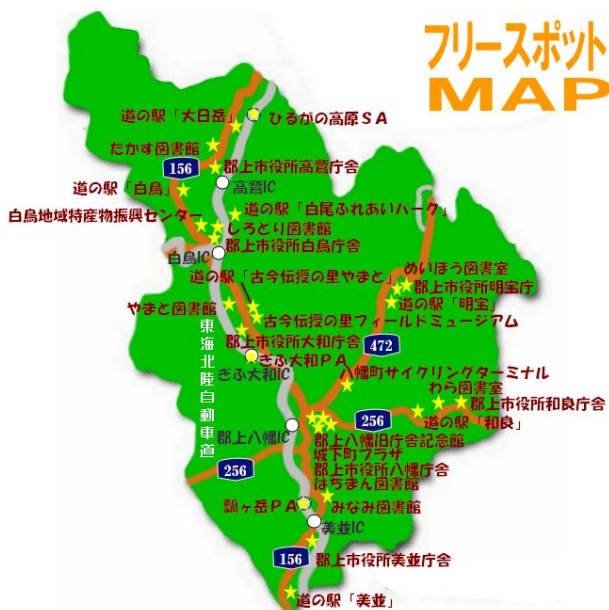 フリースポット
MAP
道の駅「大日岳」
ひるがの高原SA
たかす図書館
156
郡上市役所高鷲庁舎
高鷲IC
道の駅「白鳥」
道の駅「白尾ふれあいパーク」
白鳥地域特産物振興センター
しろとり図書館
郡上市役所白鳥庁舎
白鳥IC
めいほう図書室
道の駅「古今伝授の里やまと」
郡上市役所明宝庁
道の駅「明宝」
やまと図書館
古今伝授の里フィールドミュージアム
東海北陸自動車道
郡上市役所大和庁舎
472
ぎふ大和PA
ぎふ大和IC
八幡町サイクリングターミナル
わら図書室
郡上市役所和良庁舎
256
道の駅「和良」
郡上八幡IC
郡上八幡旧庁舎記念館
城下町プラザ
256
郡上市役所八幡庁舎
はちまん図書館
瓢ヶ岳PA
みなみ図書館
美並IC
156
郡上市役所美並庁舎
道の駅「美並」